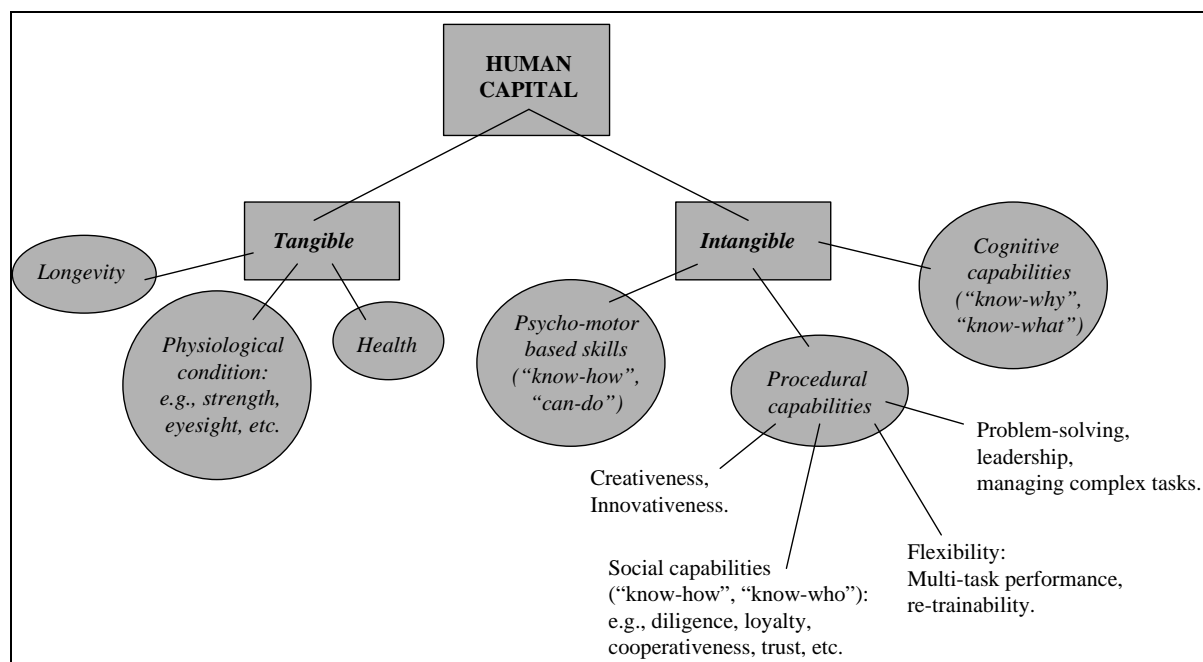 HUMAN
CAPITAL
Tangible
Longevity
Physiological
condition:
e.g., strength,
eyesight, etc.
Health
Intangible
Psycho-motor
based skills
(“know-how”,
“can-do”)
Procedural
capabilities
Cognitive
capabilities
(“know-why”,
“know-what”)
Creativeness,
Innovativeness.
Social capabilities
(“know-how”, “know-who”):
e.g., diligence, loyalty,
cooperativeness, trust, etc.
Flexibility:
Multi-task performance,
re-trainability.
Problem-solving,
leadership,
managing complex tasks.